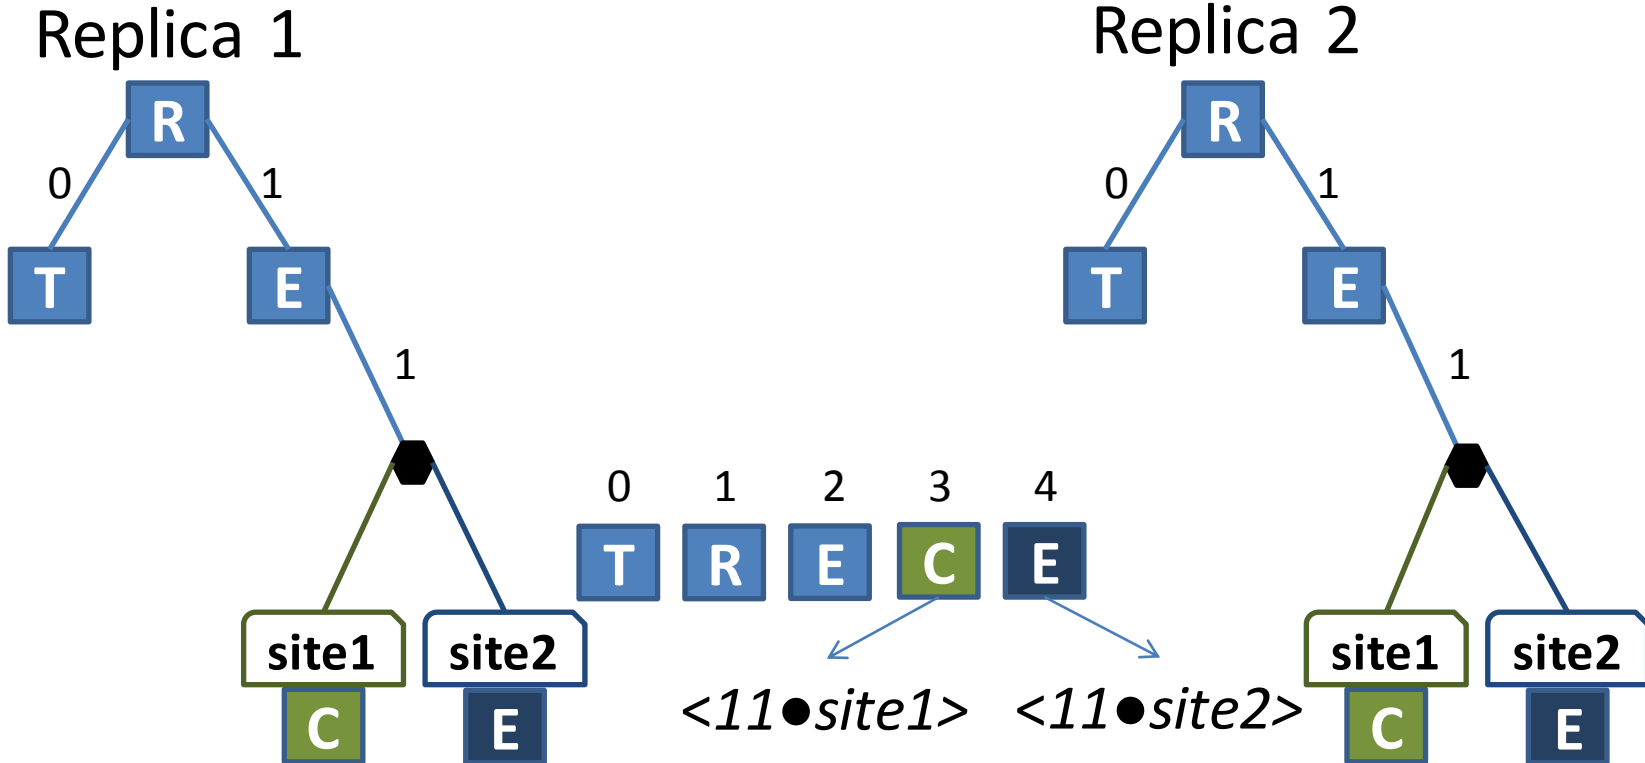 Replica 1
Replica 2
R
R
0
1
0
1
T
E
T
E
1
1
0 1 2 3 4
T R E C E
site1
site2
site1
site2
<11●site1>
<11●site2>
C
E
C
E